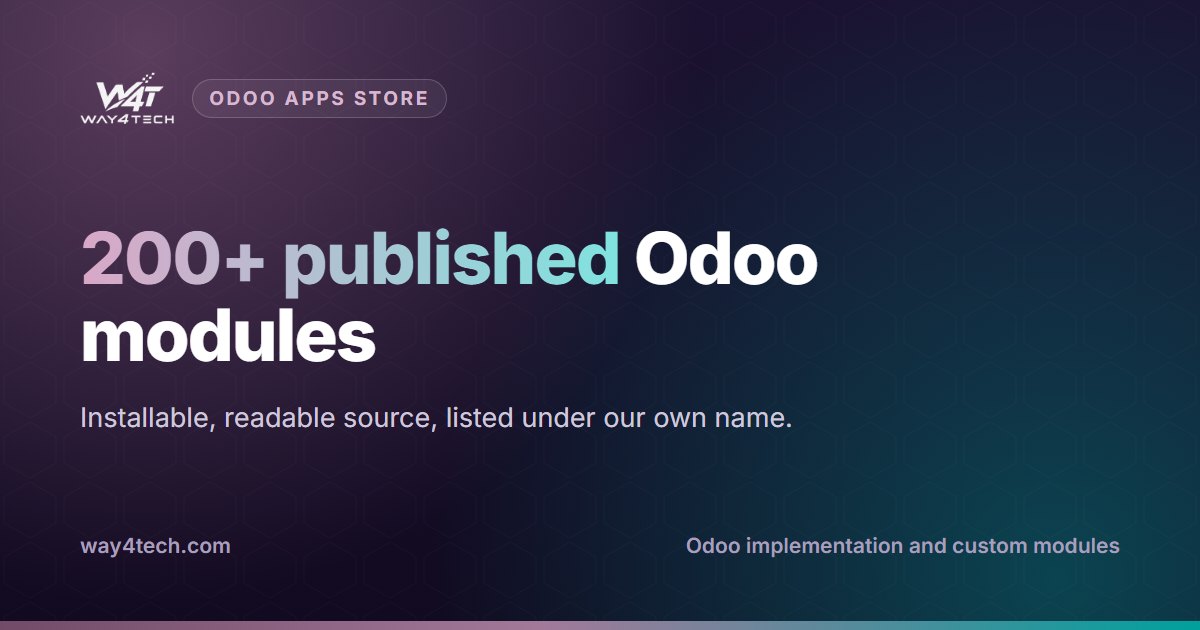 W4T
WAY4TECH
ODOO APPS STORE
200+ published Odoo
modules
Installable, readable source, listed under our own name.
way4tech.com
Odoo implementation and custom modules